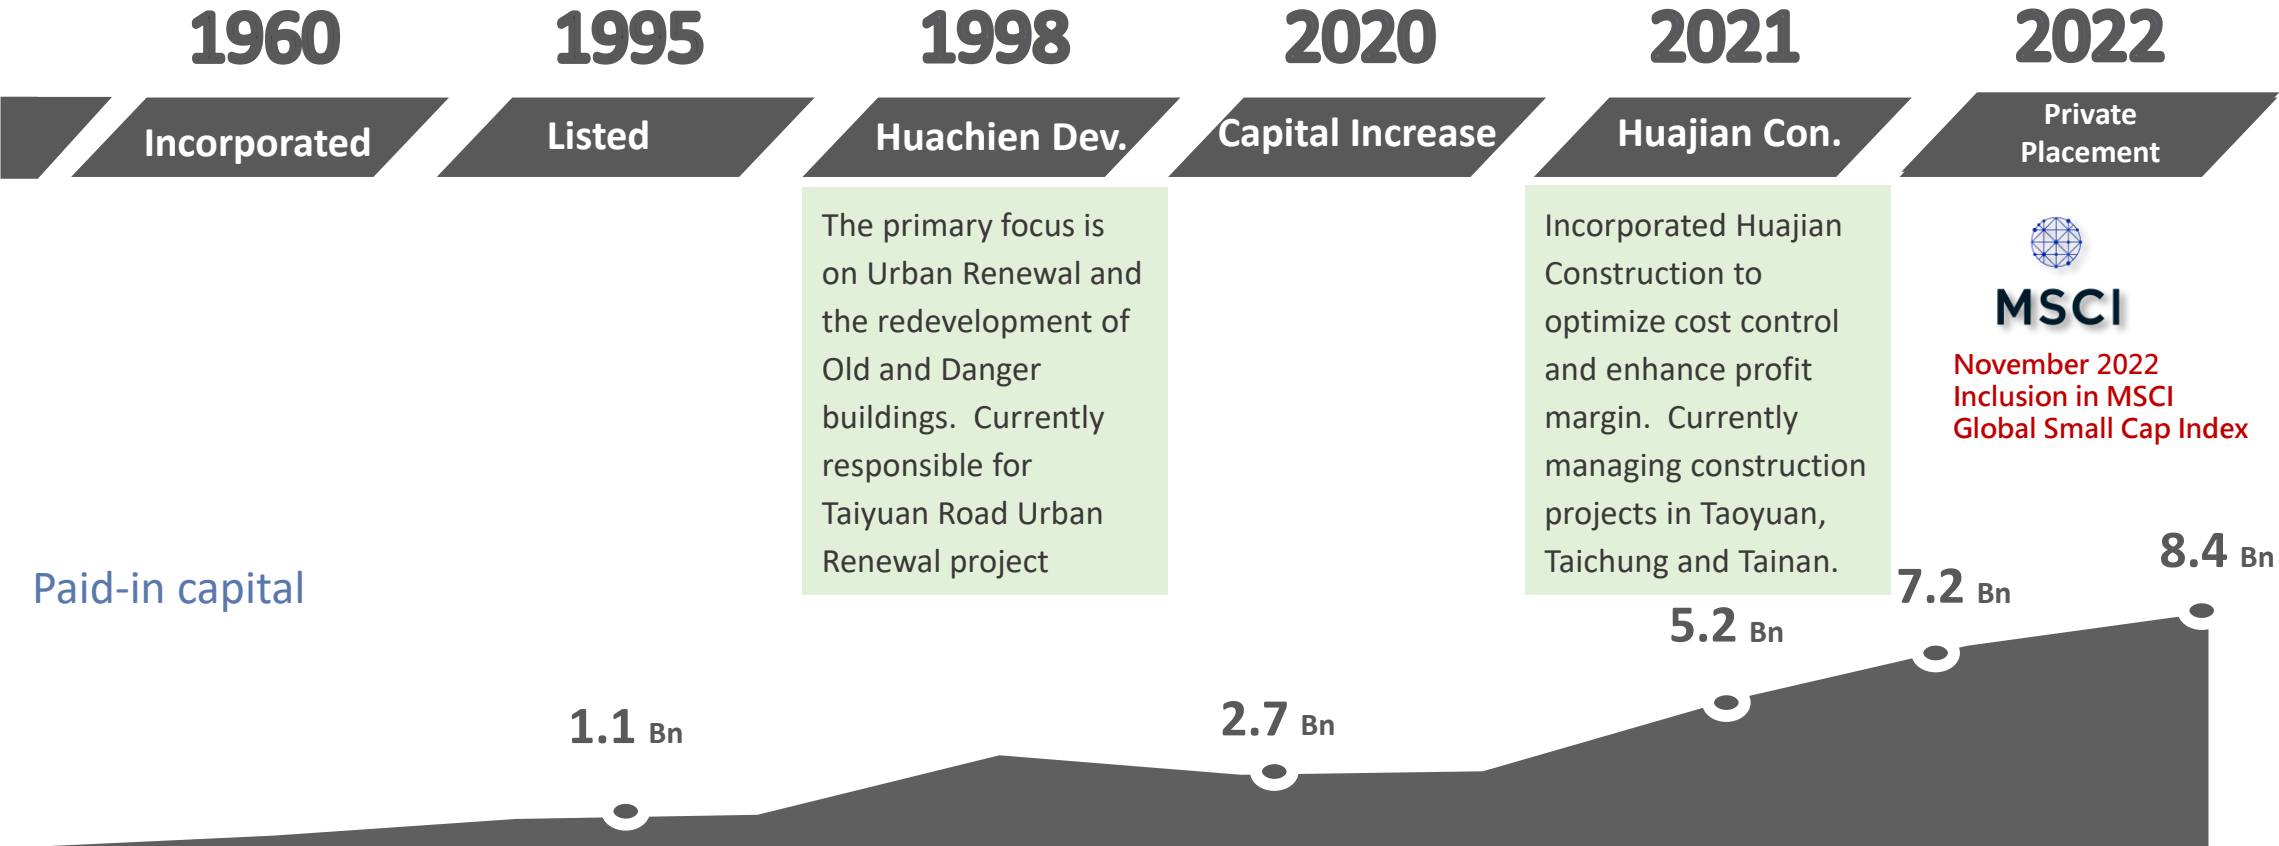 1960
1995
1998
2020
2021
2022
Incorporated
Listed
Huachien Dev.
Capital Increase
Huajian Con.
Private
Placement
The primary focus is
on Urban Renewal and
the redevelopment of
Old and Danger
buildings.  Currently
responsible for
Taiyuan Road Urban
Renewal project
Incorporated Huajian
Construction to
optimize cost control
and enhance profit
margin.  Currently
managing construction
projects in Taoyuan,
Taichung and Tainan.
MSCI
November 2022
Inclusion in MSCI
Global Small Cap Index
Paid-in capital
1.1 Bn
2.7 Bn
5.2 Bn
7.2 Bn
8.4 Bn